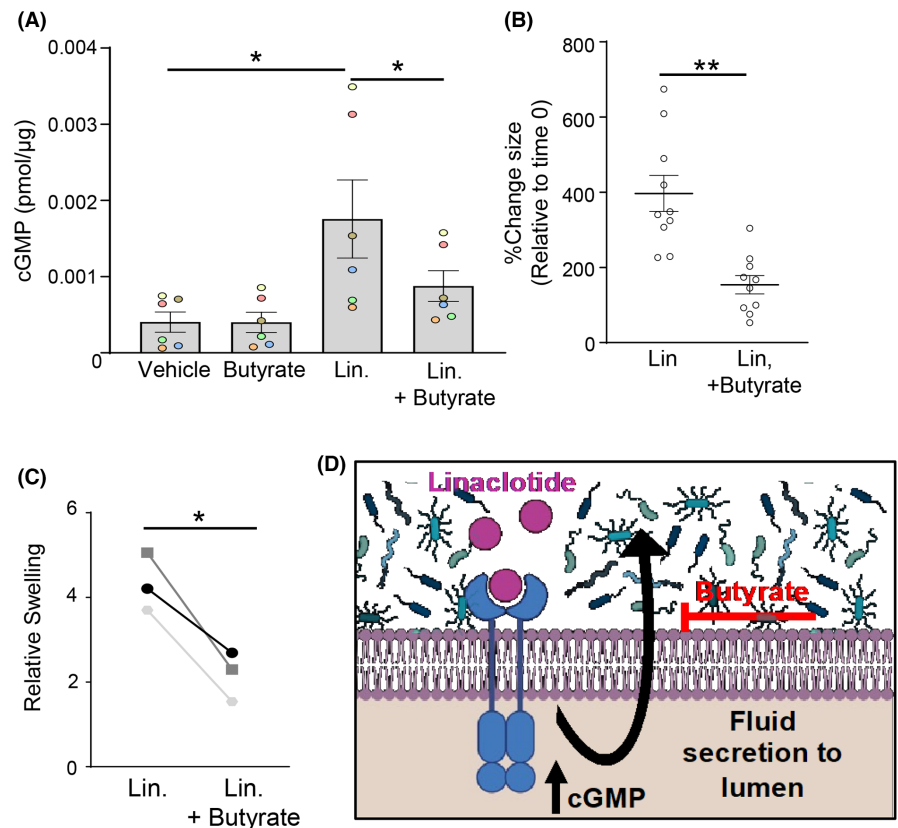 (A)
cGMP (pmol/µg)
0.004
0.003
0.002
0.001
0
*
*
Vehicle
Butyrate
Lin.
Lin.
+ Butyrate
(B)
%Change size
(Relative to time 0)
800
600
400
200
0
**
Lin
Lin,
+Butyrate
(C)
Relative Swelling
6
4
2
0
*
Lin.
Lin.
+ Butyrate
(D)
Linaclotide
Butyrate
Fluid
secretion to
lumen
cGMP